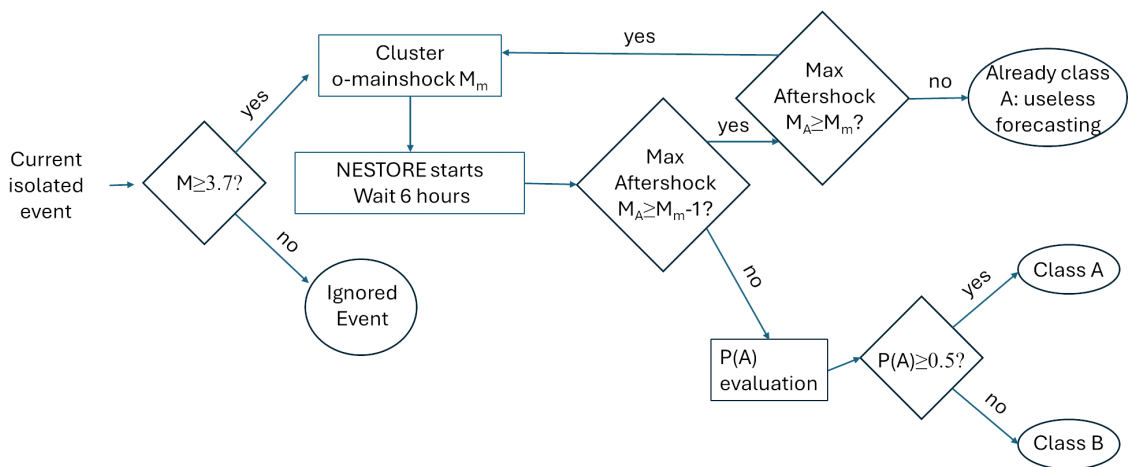 Current
isolated
event
M≥3.7?
yes
no
Ignored
Event
Cluster
o-mainshock Mm
NESTORE starts
Wait 6 hours
Max
Aftershock
MA≥Mm-1?
yes
no
Max
Aftershock
MA≥Mm?
yes
no
Already class
A: useless
forecasting
P(A)
evaluation
P(A)≥0.5?
yes
no
Class A
Class B